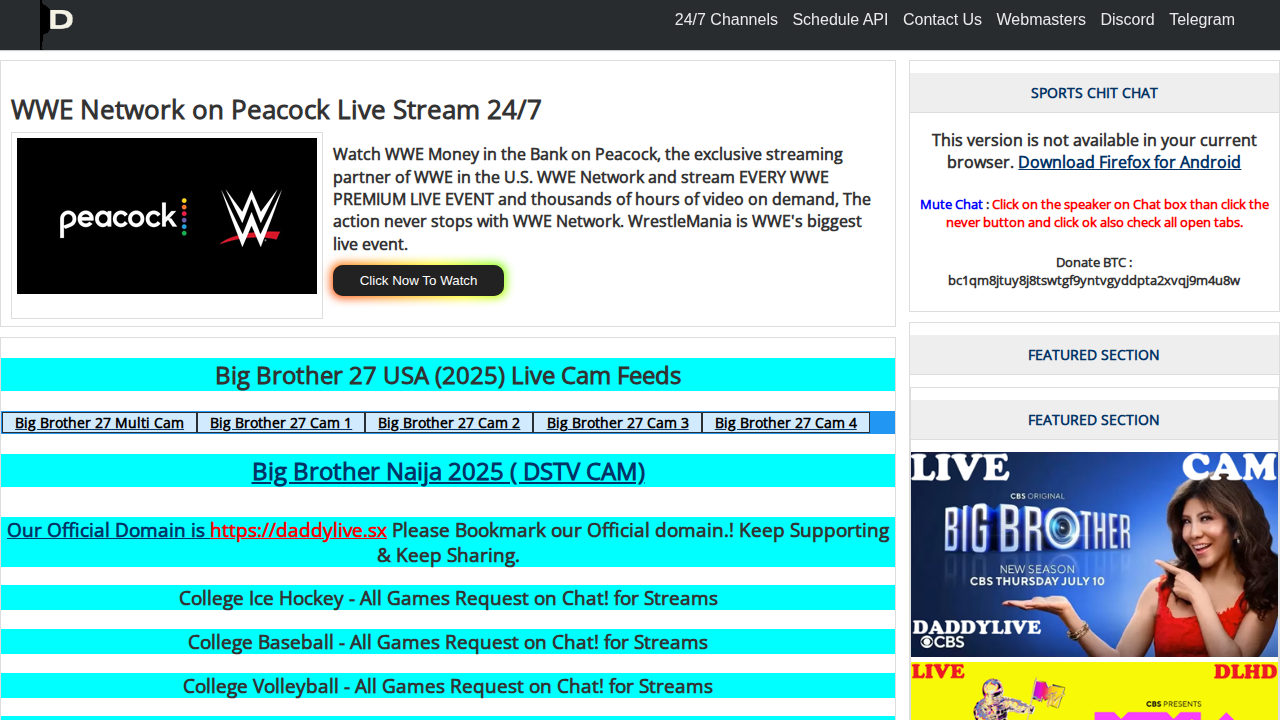 D
24/7 Channels Schedule API Contact Us Webmasters Discord Telegram
WWE Network on Peacock Live Stream 24/7
peacock
W
Watch WWE Money in the Bank on Peacock, the exclusive streaming
partner of WWE in the U.S. WWE Network and stream EVERY WWE
PREMIUM LIVE EVENT and thousands of hours of video on demand, The
action never stops with WWE Network. WrestleMania is WWE's biggest
live event.
Click Now To Watch
Big Brother 27 USA (2025) Live Cam Feeds
Big Brother 27 Multi Cam Big Brother 27 Cam 1 Big Brother 27 Cam 2 Big Brother 27 Cam 3 Big Brother 27 Cam 4
Big Brother Naija 2025 ( DSTV CAM)
Our Official Domain is https://daddylive.sx Please Bookmark our Official domain.! Keep Supporting
& Keep Sharing.
College Ice Hockey - All Games Request on Chat! for Streams
College Baseball - All Games Request on Chat! for Streams
College Volleyball - All Games Request on Chat! for Streams
SPORTS CHIT CHAT
This version is not available in your current
browser. Download Firefox for Android
Mute Chat : Click on the speaker on Chat box than click the
never button and click ok also check all open tabs.
Donate BTC :
bc1qm8jtuy8j8tswtgf9yntvgyddpta2xvqj9m4u8w
FEATURED SECTION
FEATURED SECTION
LIVE CAM
CBS ORIGINAL
BIG BROTHER
NEW SEASON
CBS THURSDAY JULY 10
DADDYLIVE
CBS
LIVE DLHD
CBS PRESENTS